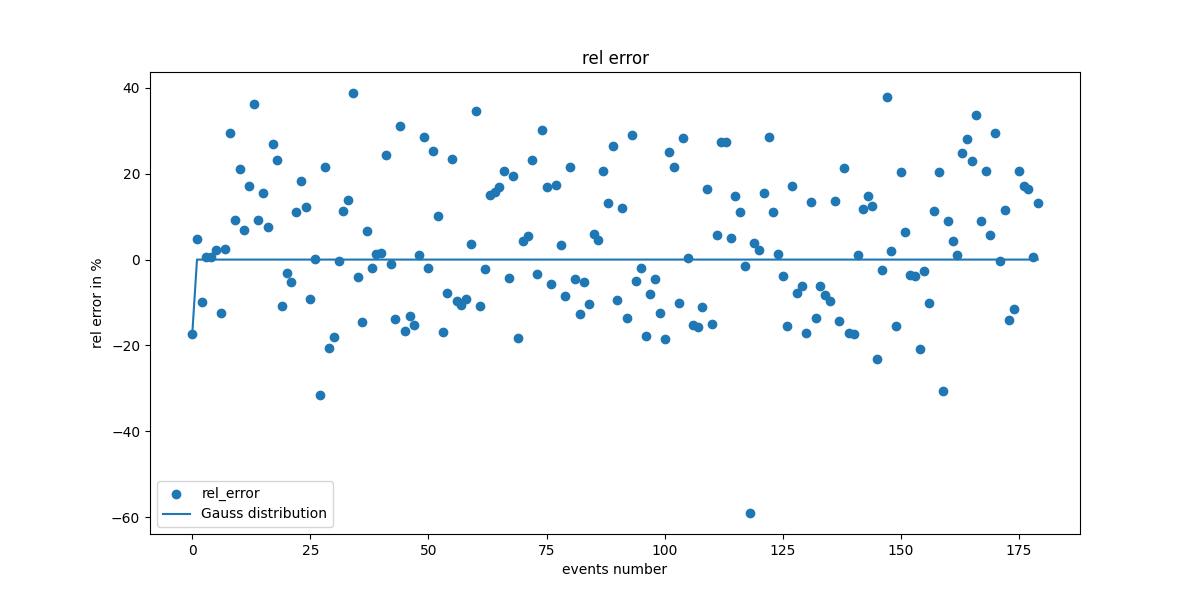 rel error
40
20
0
−20
−40
−60
rel error in %
rel_error
Gauss distribution
0 25 50 75 100 125 150 175
events number